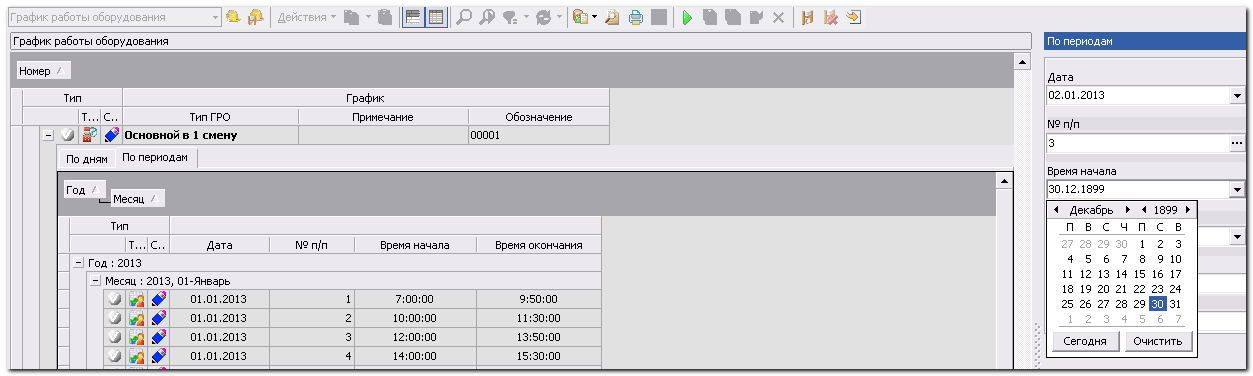 График работы оборудования Действия
График работы оборудования
Номер
Тип График
Т... С.. Тип ГРО Примечание Обозначение
Основной в 1 смену 00001
По дням По периодам
Год
Месяц
Тип
Т... С.. Дата № п/п Время начала Время окончания
Год : 2013
Месяц : 2013, 01-Январь
01.01.2013 1 7:00:00 9:50:00
01.01.2013 2 10:00:00 11:30:00
01.01.2013 3 12:00:00 13:50:00
01.01.2013 4 14:00:00 15:30:00
По периодам
Дата
02.01.2013
№ п/п
3
Время начала
30.12.1899
Декабрь 1899
П В С Ч П С В
27 28 29 30 1 2 3
4 5 6 7 8 9 10
11 12 13 14 15 16 17
18 19 20 21 22 23 24
25 26 27 28 29 30 31
1 2 3 4 5 6 7
Сегодня Очистить